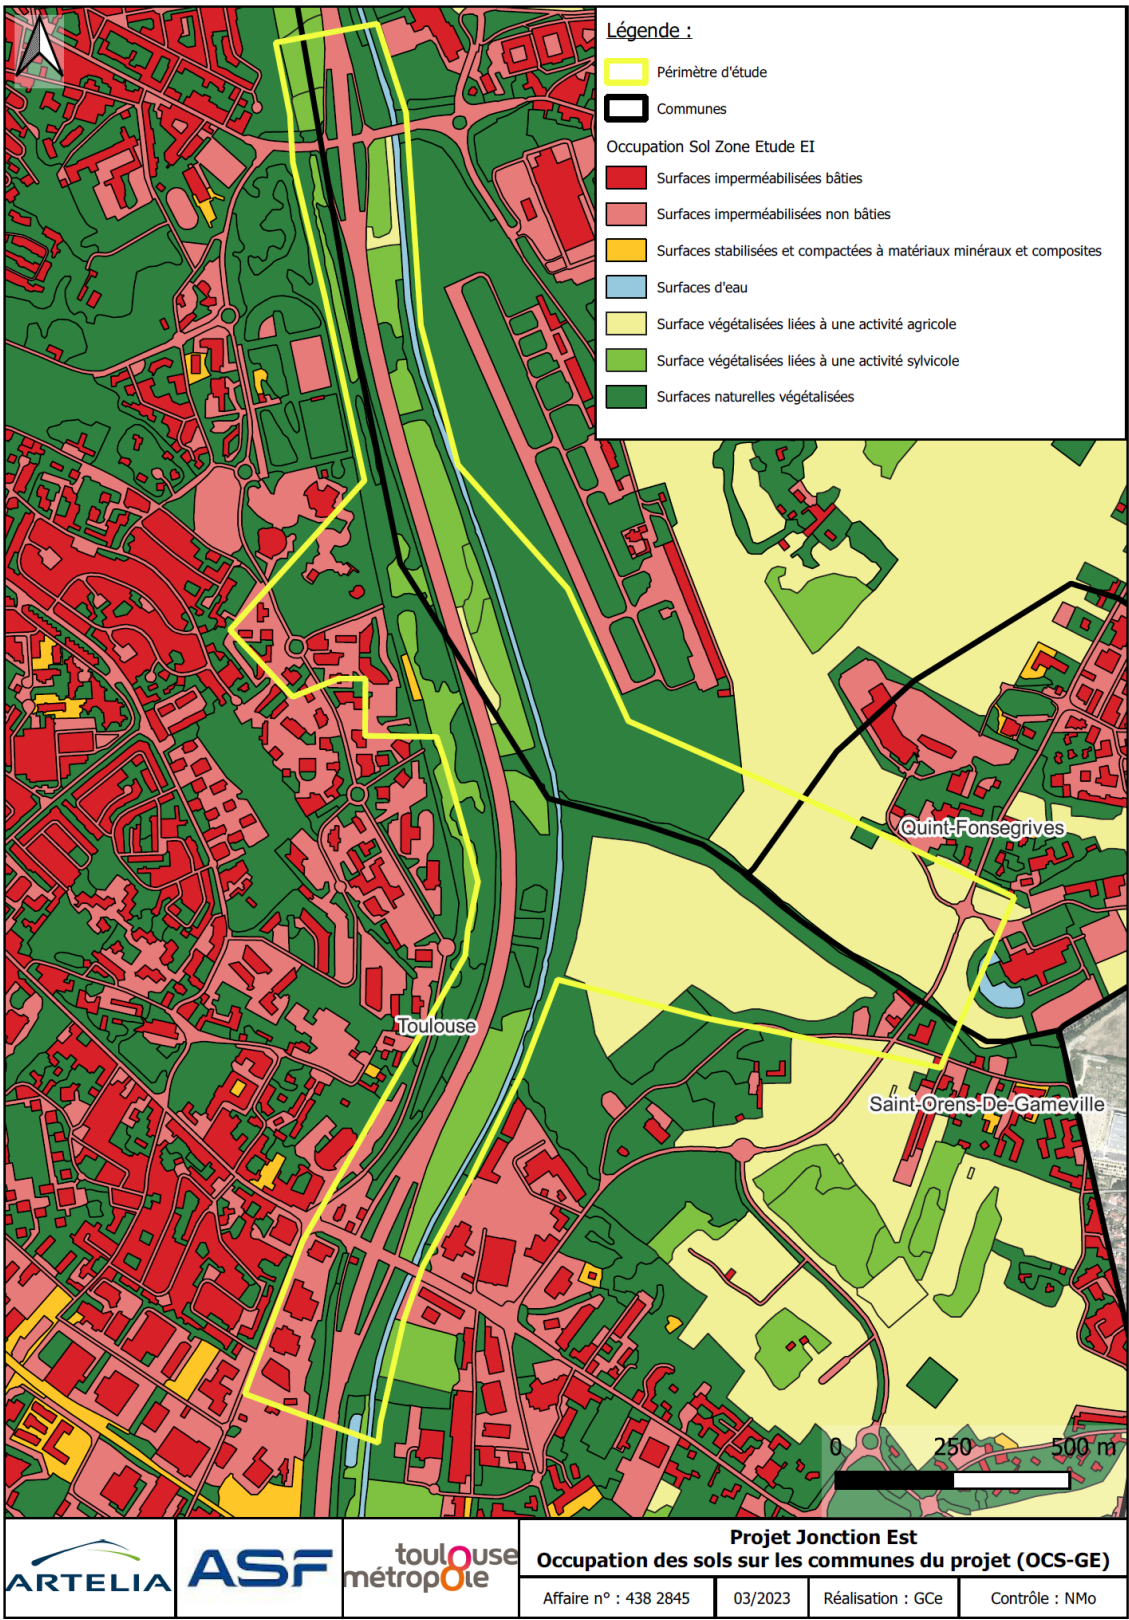 Légende :
Périmètre d'étude
Communes
Occupation Sol Zone Etude EI
Surfaces imperméabilisées bâties
Surfaces imperméabilisées non bâties
Surfaces stabilisées et compactées à matériaux minéraux et composites
Surfaces d'eau
Surface végétalisées liées à une activité agricole
Surface végétalisées liées à une activité sylvicole
Surfaces naturelles végétalisées
Quint-Fonsegrives
Toulouse
Saint-Orens-De-Gameville
0 250 500 m
ARTELIA
ASF
toulouse
métropole
Projet Jonction Est
Occupation des sols sur les communes du projet (OCS-GE)
Affaire n° : 438 2845
03/2023
Réalisation : GCe
Contrôle : NMo